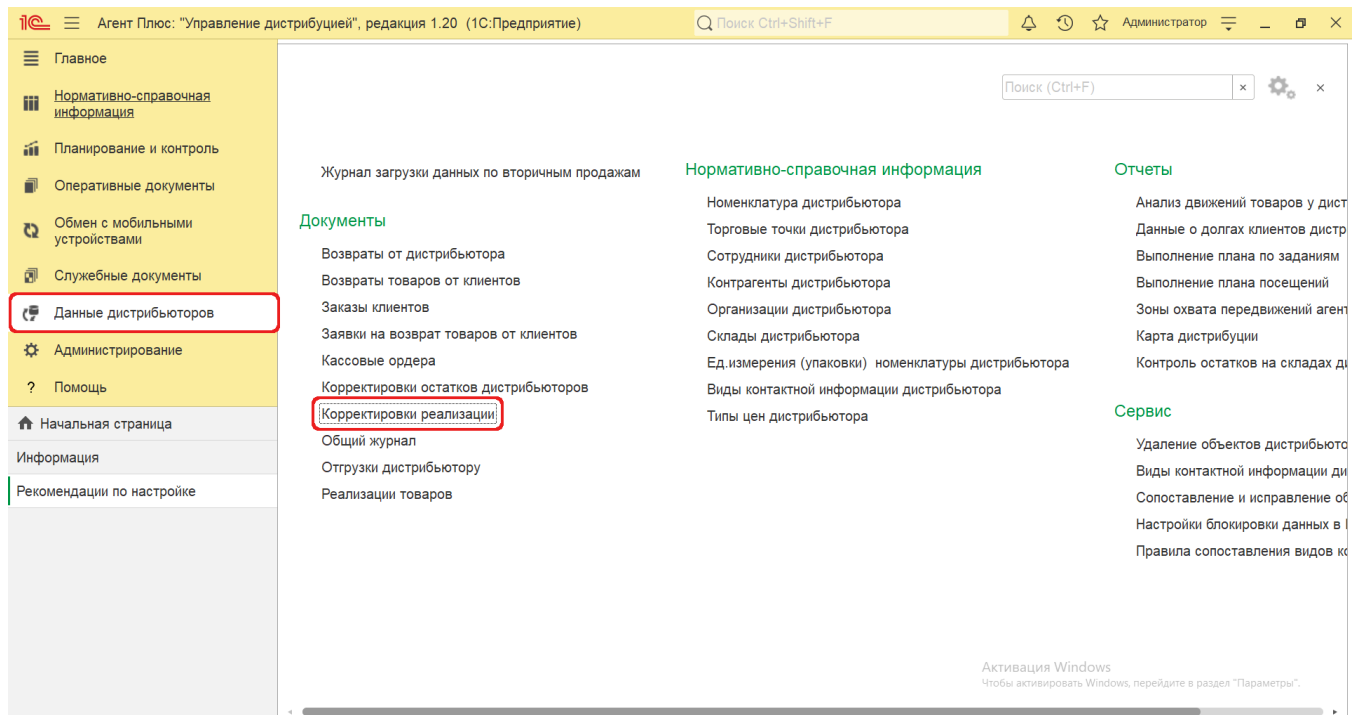 1С Агент Плюс: "Управление дистрибуцией", редакция 1.20 (1С:Предприятие) Поиск Ctrl+Shift+F Администратор
Главное
Нормативно-справочная
информация
Планирование и контроль
Оперативные документы
Обмен с мобильными
устройствами
Служебные документы
Данные дистрибьюторов
Администрирование
? Помощь
Начальная страница
Информация
Рекомендации по настройке
Поиск (Ctrl+F)
Журнал загрузки данных по вторичным продажам
Документы
Возвраты от дистрибьютора
Возвраты товаров от клиентов
Заказы клиентов
Заявки на возврат товаров от клиентов
Кассовые ордера
Корректировки остатков дистрибьюторов
Корректировки реализации
Общий журнал
Отгрузки дистрибьютору
Реализации товаров
Нормативно-справочная информация
Номенклатура дистрибьютора
Торговые точки дистрибьютора
Сотрудники дистрибьютора
Контрагенты дистрибьютора
Организации дистрибьютора
Склады дистрибьютора
Ед.измерения (упаковки) номенклатуры дистрибьютора
Виды контактной информации дистрибьютора
Типы цен дистрибьютора
Отчеты
Анализ движений товаров у дист
Данные о долгах клиентов дистр
Выполнение плана по заданиям
Выполнение плана посещений
Зоны охвата передвижений агент
Карта дистрибуции
Контроль остатков на складах ди
Сервис
Удаление объектов дистрибьюто
Виды контактной информации ди
Сопоставление и исправление об
Настройки блокировки данных в
Правила сопоставления видов ко
Активация Windows
Чтобы активировать Windows, перейдите в раздел "Параметры".